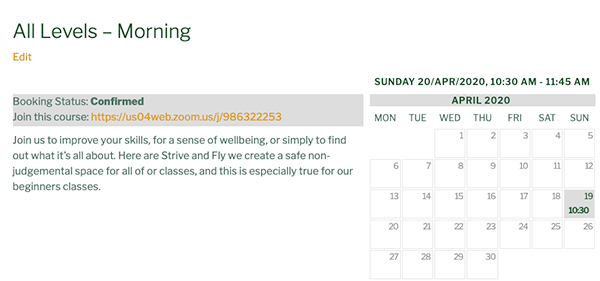 All Levels – Morning
Edit
SUNDAY 20/APR/2020, 10:30 AM - 11:45 AM
Booking Status: Confirmed
Join this course: https://us04web.zoom.us/j/986322253
Join us to improve your skills, for a sense of wellbeing, or simply to find
out what it's all about. Here are Strive and Fly we create a safe non-
judgemental space for all of or classes, and this is especially true for our
beginners classes.
APRIL 2020
MON TUE WED THU FRI SAT SUN
1 2 3 4 5
6 7 8 9 10 11 12
13 14 15 16 17 18 19
10:30
20 21 22 23 24 25 26
27 28 29 30